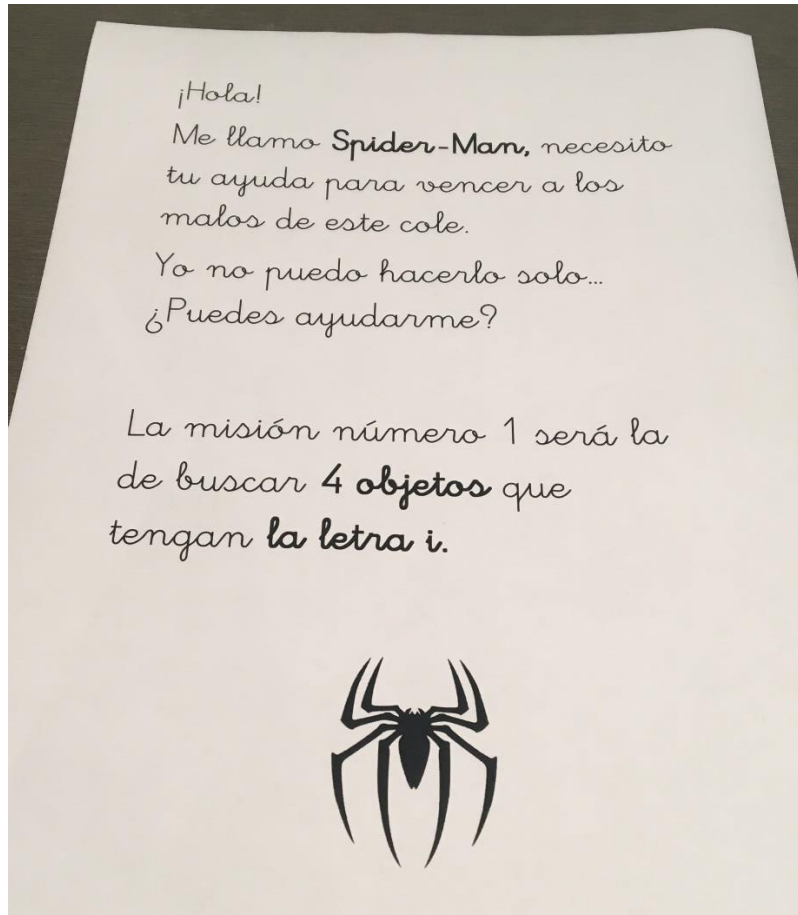 ¡Hola!
Me llamo Spider-Man, necesito
tu ayuda para vencer a los
malos de este cole.
Yo no puedo hacerlo solo...
¿Puedes ayudarme?
La misión número 1 será la
de buscar 4 objetos que
tengan la letra i.